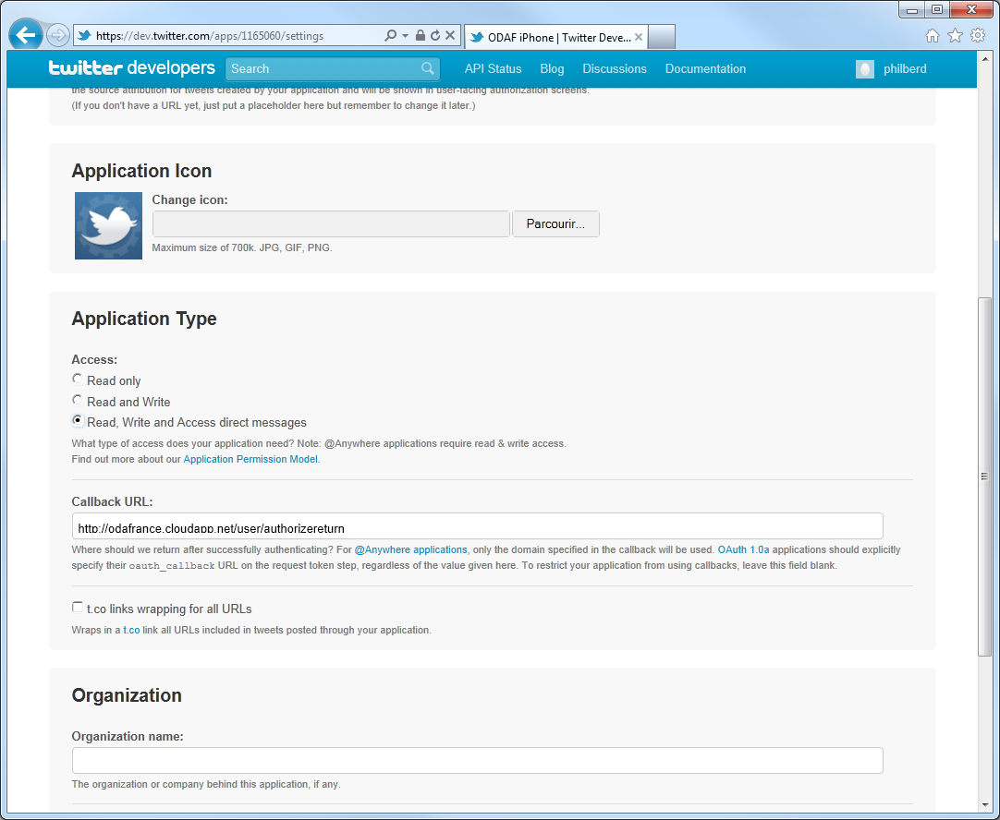 https://dev.twitter.com/apps/1165060/settings
ODAF iPhone | Twitter Deve...
twitter developers
Search
API Status
Blog
Discussions
Documentation
philberd
the source attribution for tweets created by your application and will be shown in user-facing authorization screens.
(If you don't have a URL yet, just put a placeholder here but remember to change it later.)
Application Icon
Change icon:
Parcourir...
Maximum size of 700k. JPG, GIF, PNG.
Application Type
Access:
Read only
Read and Write
Read, Write and Access direct messages
What type of access does your application need? Note: @Anywhere applications require read & write access.
Find out more about our Application Permission Model.
Callback URL:
http://odafrance.cloudapp.net/user/authorizereturn
Where should we return after successfully authenticating? For @Anywhere applications, only the domain specified in the callback will be used. OAuth 1.0a applications should explicitly
specify their oauth_callback URL on the request token step, regardless of the value given here. To restrict your application from using callbacks, leave this field blank.
t.co links wrapping for all URLs
Wraps in a t.co link all URLs included in tweets posted through your application.
Organization
Organization name:
The organization or company behind this application, if any.